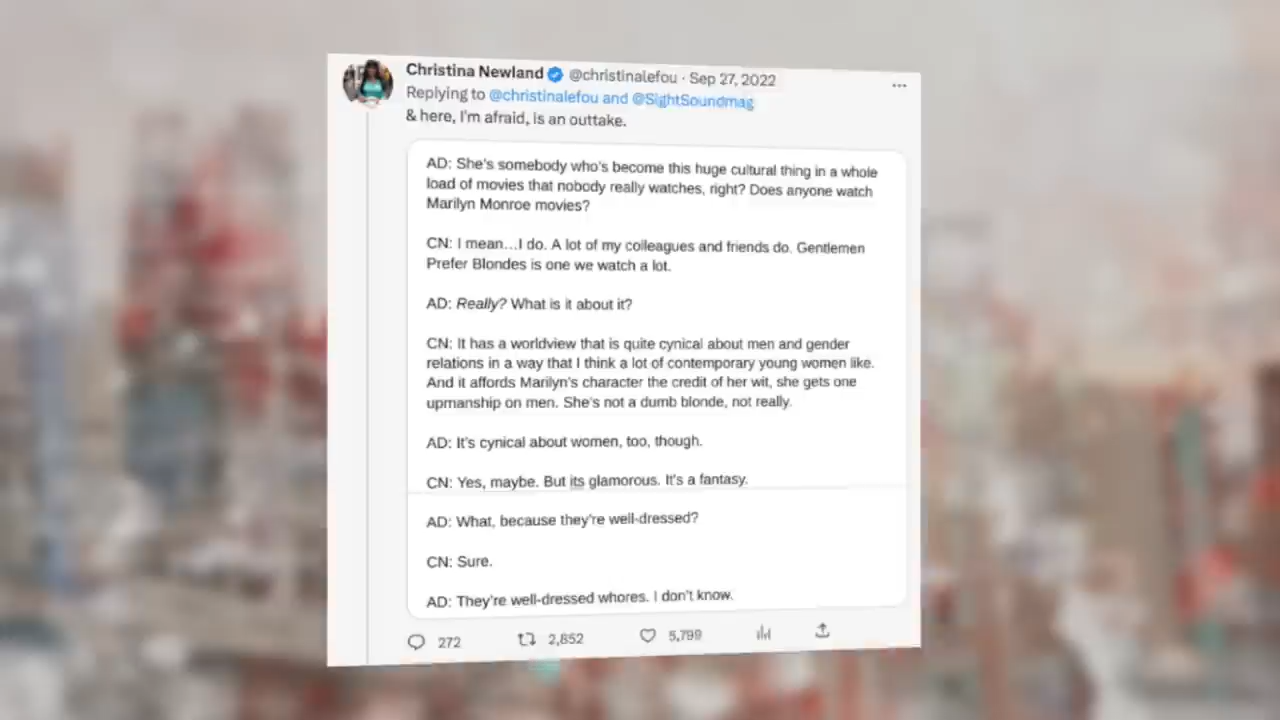 Christina Newland @christinalefou · Sep 27, 2022
Replying to @christinalefou and @SightSoundmag
& here, I'm afraid, is an outtake.
AD: She's somebody who's become this huge cultural thing in a whole
load of movies that nobody really watches, right? Does anyone watch
Marilyn Monroe movies?
CN: I mean...I do. A lot of my colleagues and friends do. Gentlemen
Prefer Blondes is one we watch a lot.
AD: Really? What is it about it?
CN: It has a worldview that is quite cynical about men and gender
relations in a way that I think a lot of contemporary young women like.
And it affords Marilyn's character the credit of her wit, she gets one
upmanship on men. She's not a dumb blonde, not really.
AD: It's cynical about women, too, though.
CN: Yes, maybe. But its glamorous. It's a fantasy.
AD: What, because they're well-dressed?
CN: Sure.
AD: They're well-dressed whores. I don't know.
272 2,852 5,799